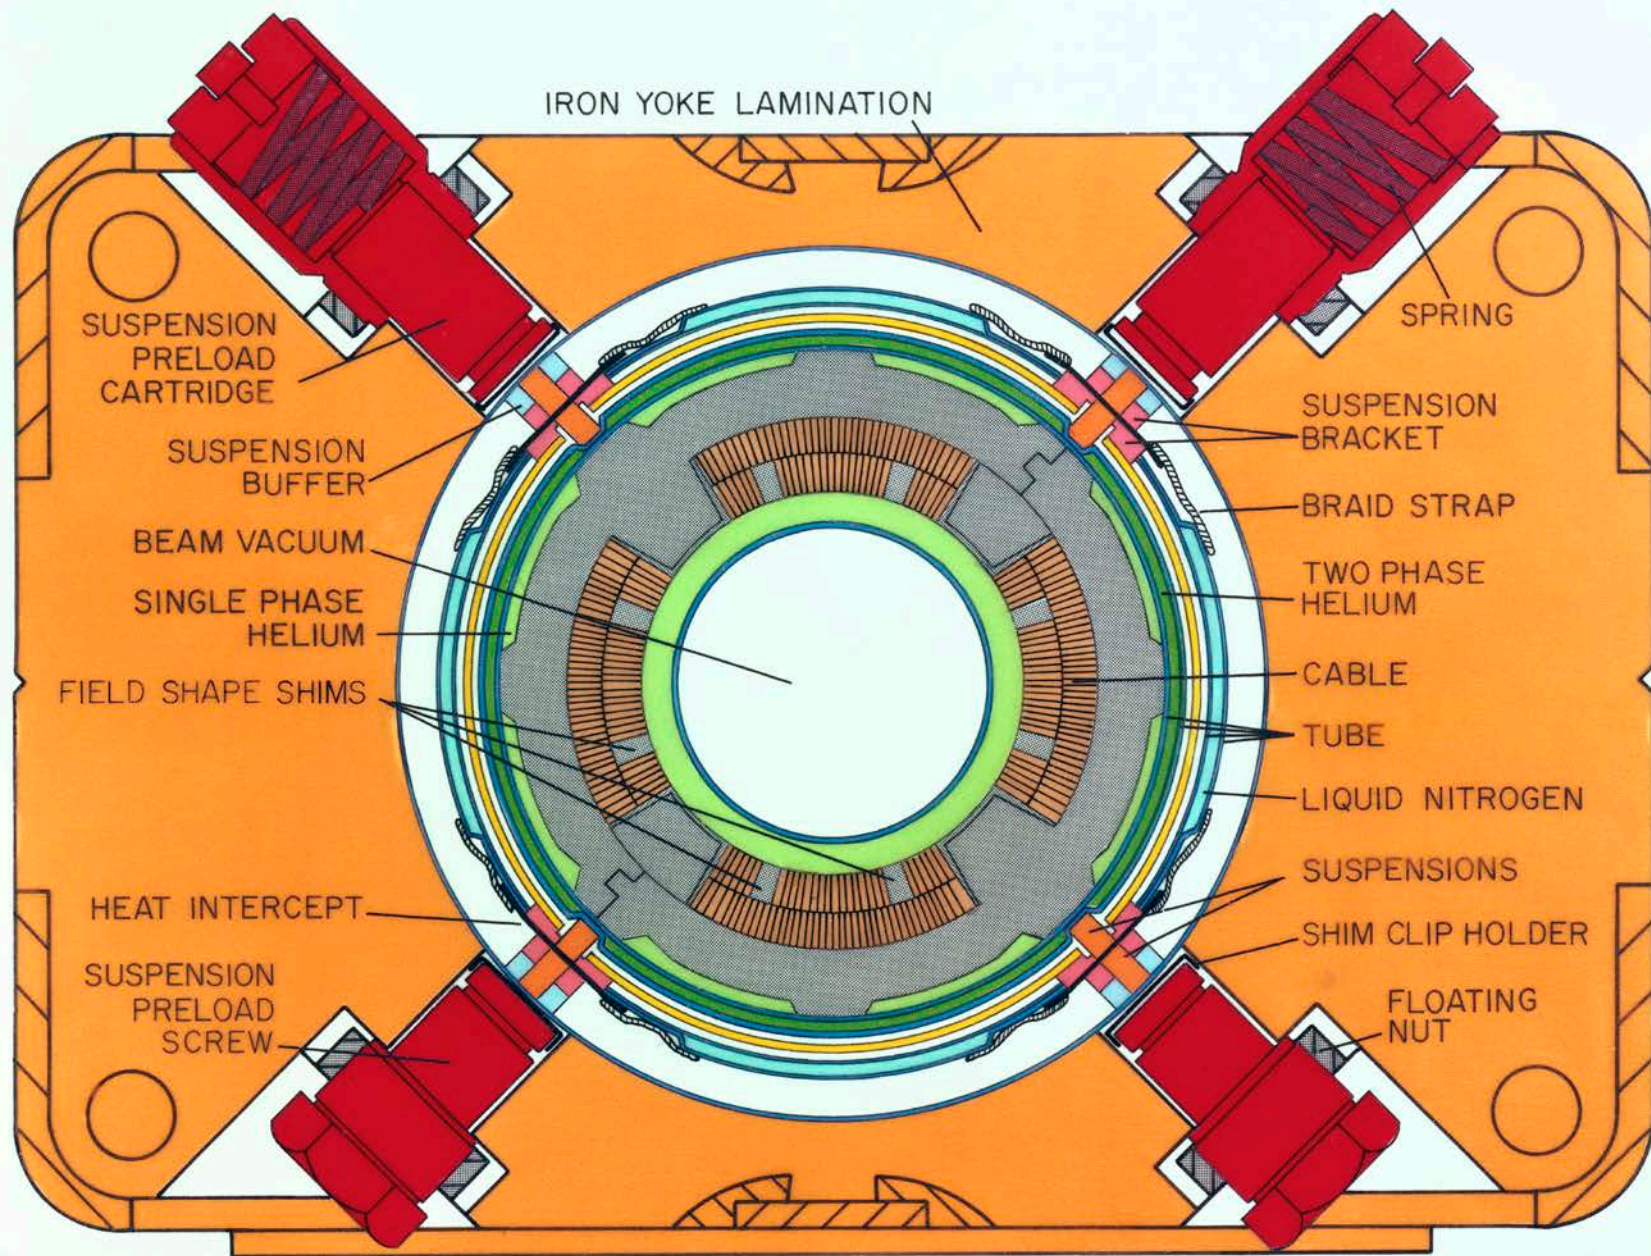 IRON YOKE LAMINATION
SUSPENSION
PRELOAD
CARTRIDGE
SUSPENSION
BUFFER
BEAM VACUUM
SINGLE PHASE
HELIUM
FIELD SHAPE SHIMS
HEAT INTERCEPT
SUSPENSION
PRELOAD
SCREW
SPRING
SUSPENSION
BRACKET
BRAID STRAP
TWO PHASE
HELIUM
CABLE
TUBE
LIQUID NITROGEN
SUSPENSIONS
SHIM CLIP HOLDER
FLOATING
NUT